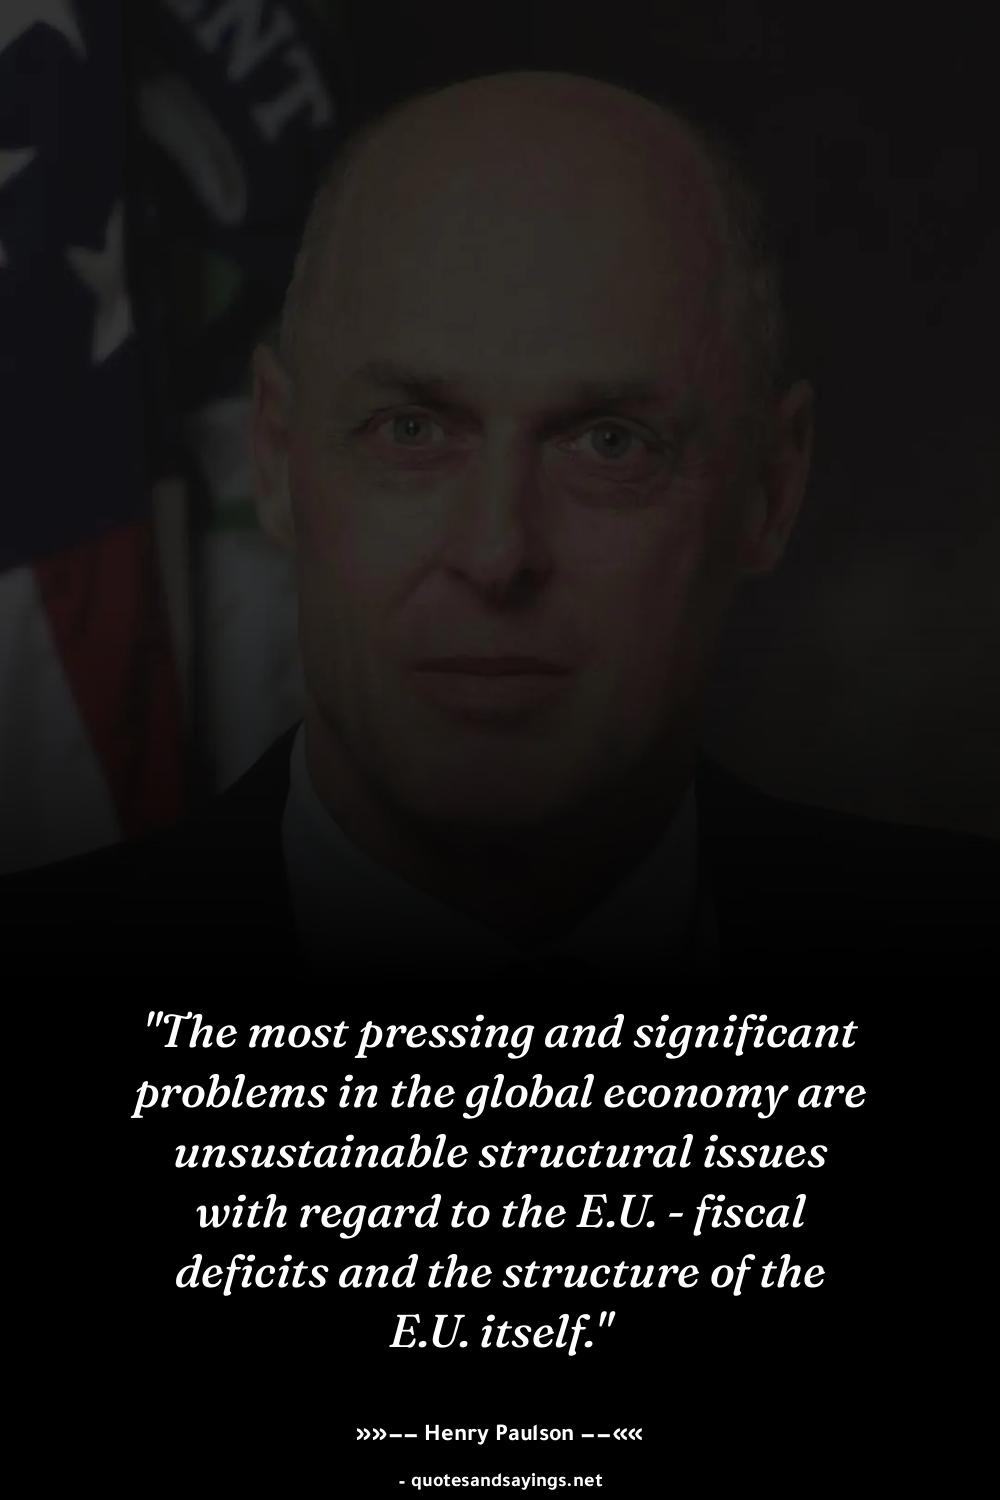 ENT
"The most pressing and significant
problems in the global economy are
unsustainable structural issues
with regard to the E.U. - fiscal
deficits and the structure of the
E.U. itself."
»»−− Henry Paulson −−««
- quotesandsayings.net